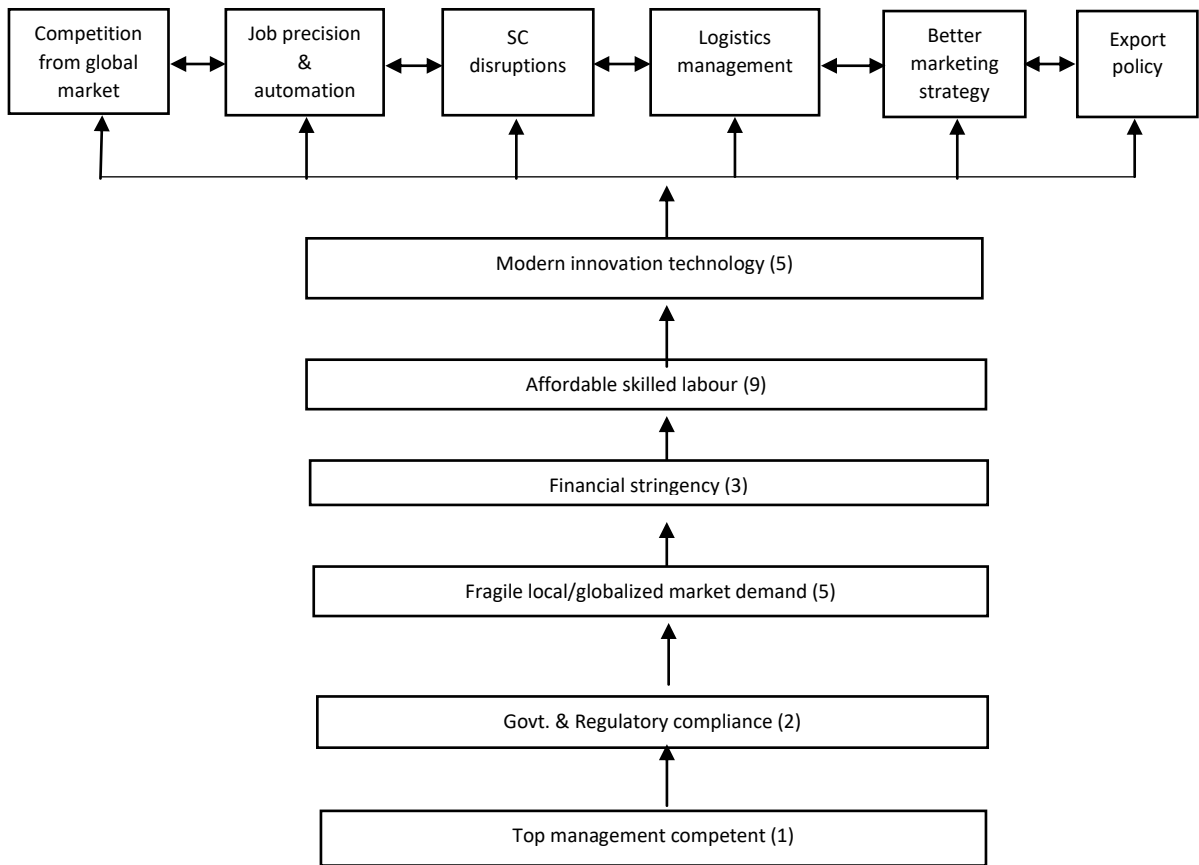 Competition
from global
market
Job precision
&
automation
SC
disruptions
Logistics
management
Better
marketing
strategy
Export
policy
Modern innovation technology (5)
Affordable skilled labour (9)
Financial stringency (3)
Fragile local/globalized market demand (5)
Govt. & Regulatory compliance (2)
Top management competent (1)